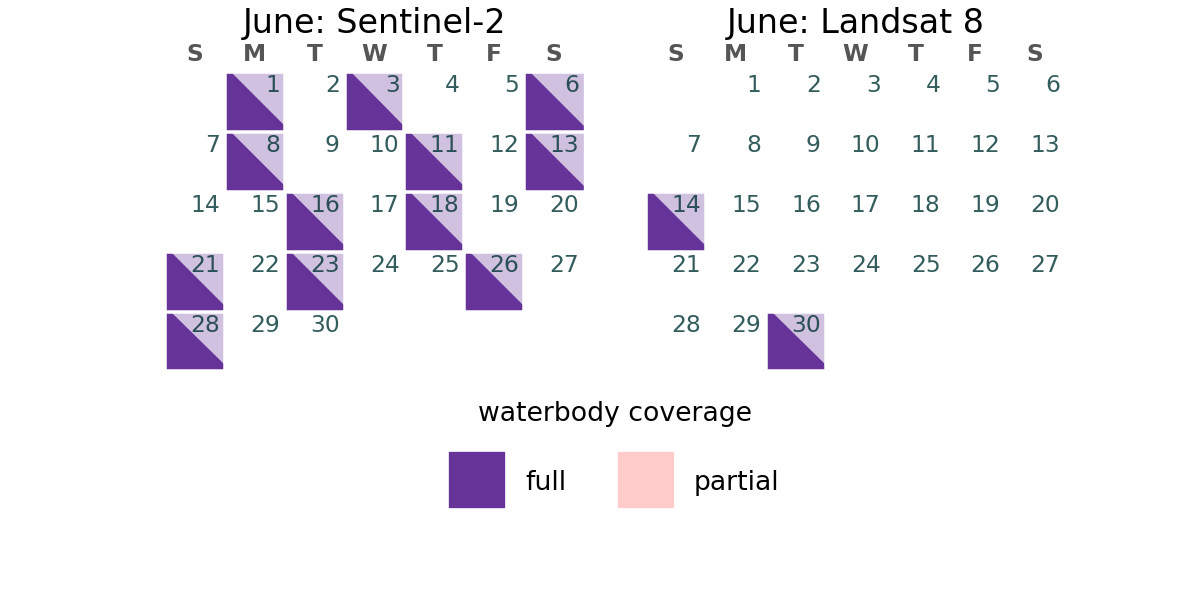 June: Sentinel-2
S M T W T F S
1 2 3 4 5 6
7 8 9 10 11 12 13
14 15 16 17 18 19 20
21 22 23 24 25 26 27
28 29 30
June: Landsat 8
S M T W T F S
1 2 3 4 5 6
7 8 9 10 11 12 13
14 15 16 17 18 19 20
21 22 23 24 25 26 27
28 29 30
waterbody coverage
full partial